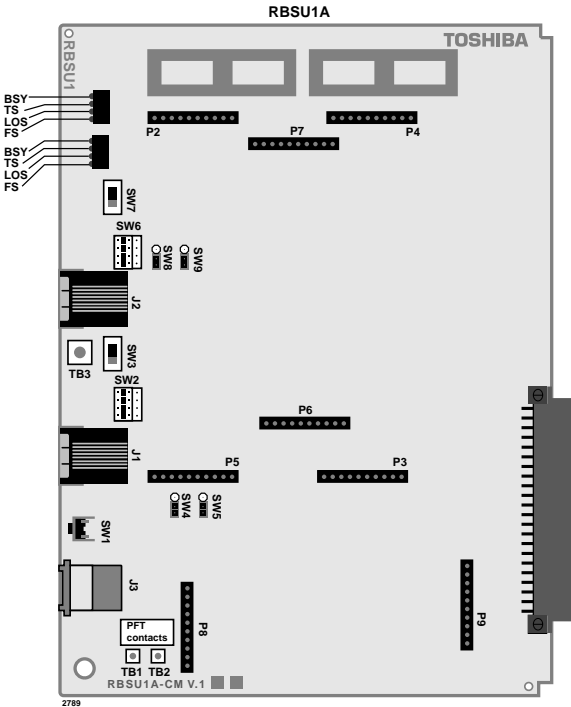 RBSU1A
RBSU1
TOSHIBA
BSY
TS
LOS
FS
BSY
TS
LOS
FS
P2
P7
P4
SW7
SW6
SW8
SW9
J2
TB3
SW3
SW2
P6
J1
P5
P3
SW4
SW5
SW1
J3
PFT
contacts
P8
P9
TB1 TB2
RBSU1A-CM V.1
2789